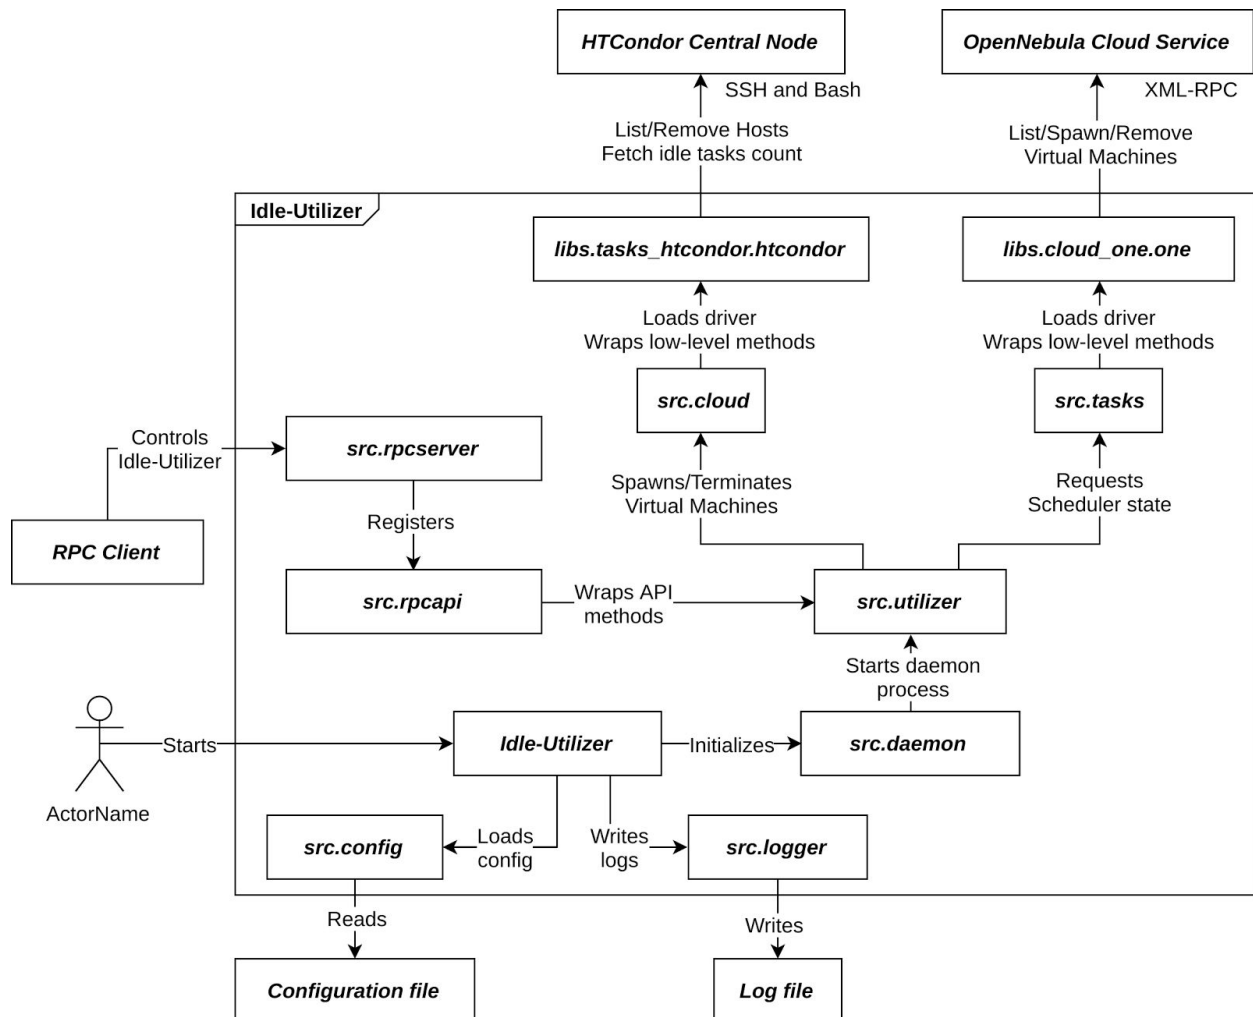 HTCondor Central Node
OpenNebula Cloud Service
SSH and Bash
XML-RPC
List/Remove Hosts
Fetch idle tasks count
List/Spawn/Remove
Virtual Machines
Idle-Utilizer
libs.tasks_htcondor.htcondor
libs.cloud_one.one
Loads driver
Wraps low-level methods
Loads driver
Wraps low-level methods
src.cloud
src.tasks
Controls
Idle-Utilizer
src.rpcserver
Spawns/Terminates
Virtual Machines
Requests
Scheduler state
Registers
RPC Client
src.rpcapi
Wraps API
methods
src.utilizer
Starts daemon
process
Starts
Idle-Utilizer
Initializes
src.daemon
ActorName
src.config
Loads
config
Writes
logs
src.logger
Reads
Writes
Configuration file
Log file